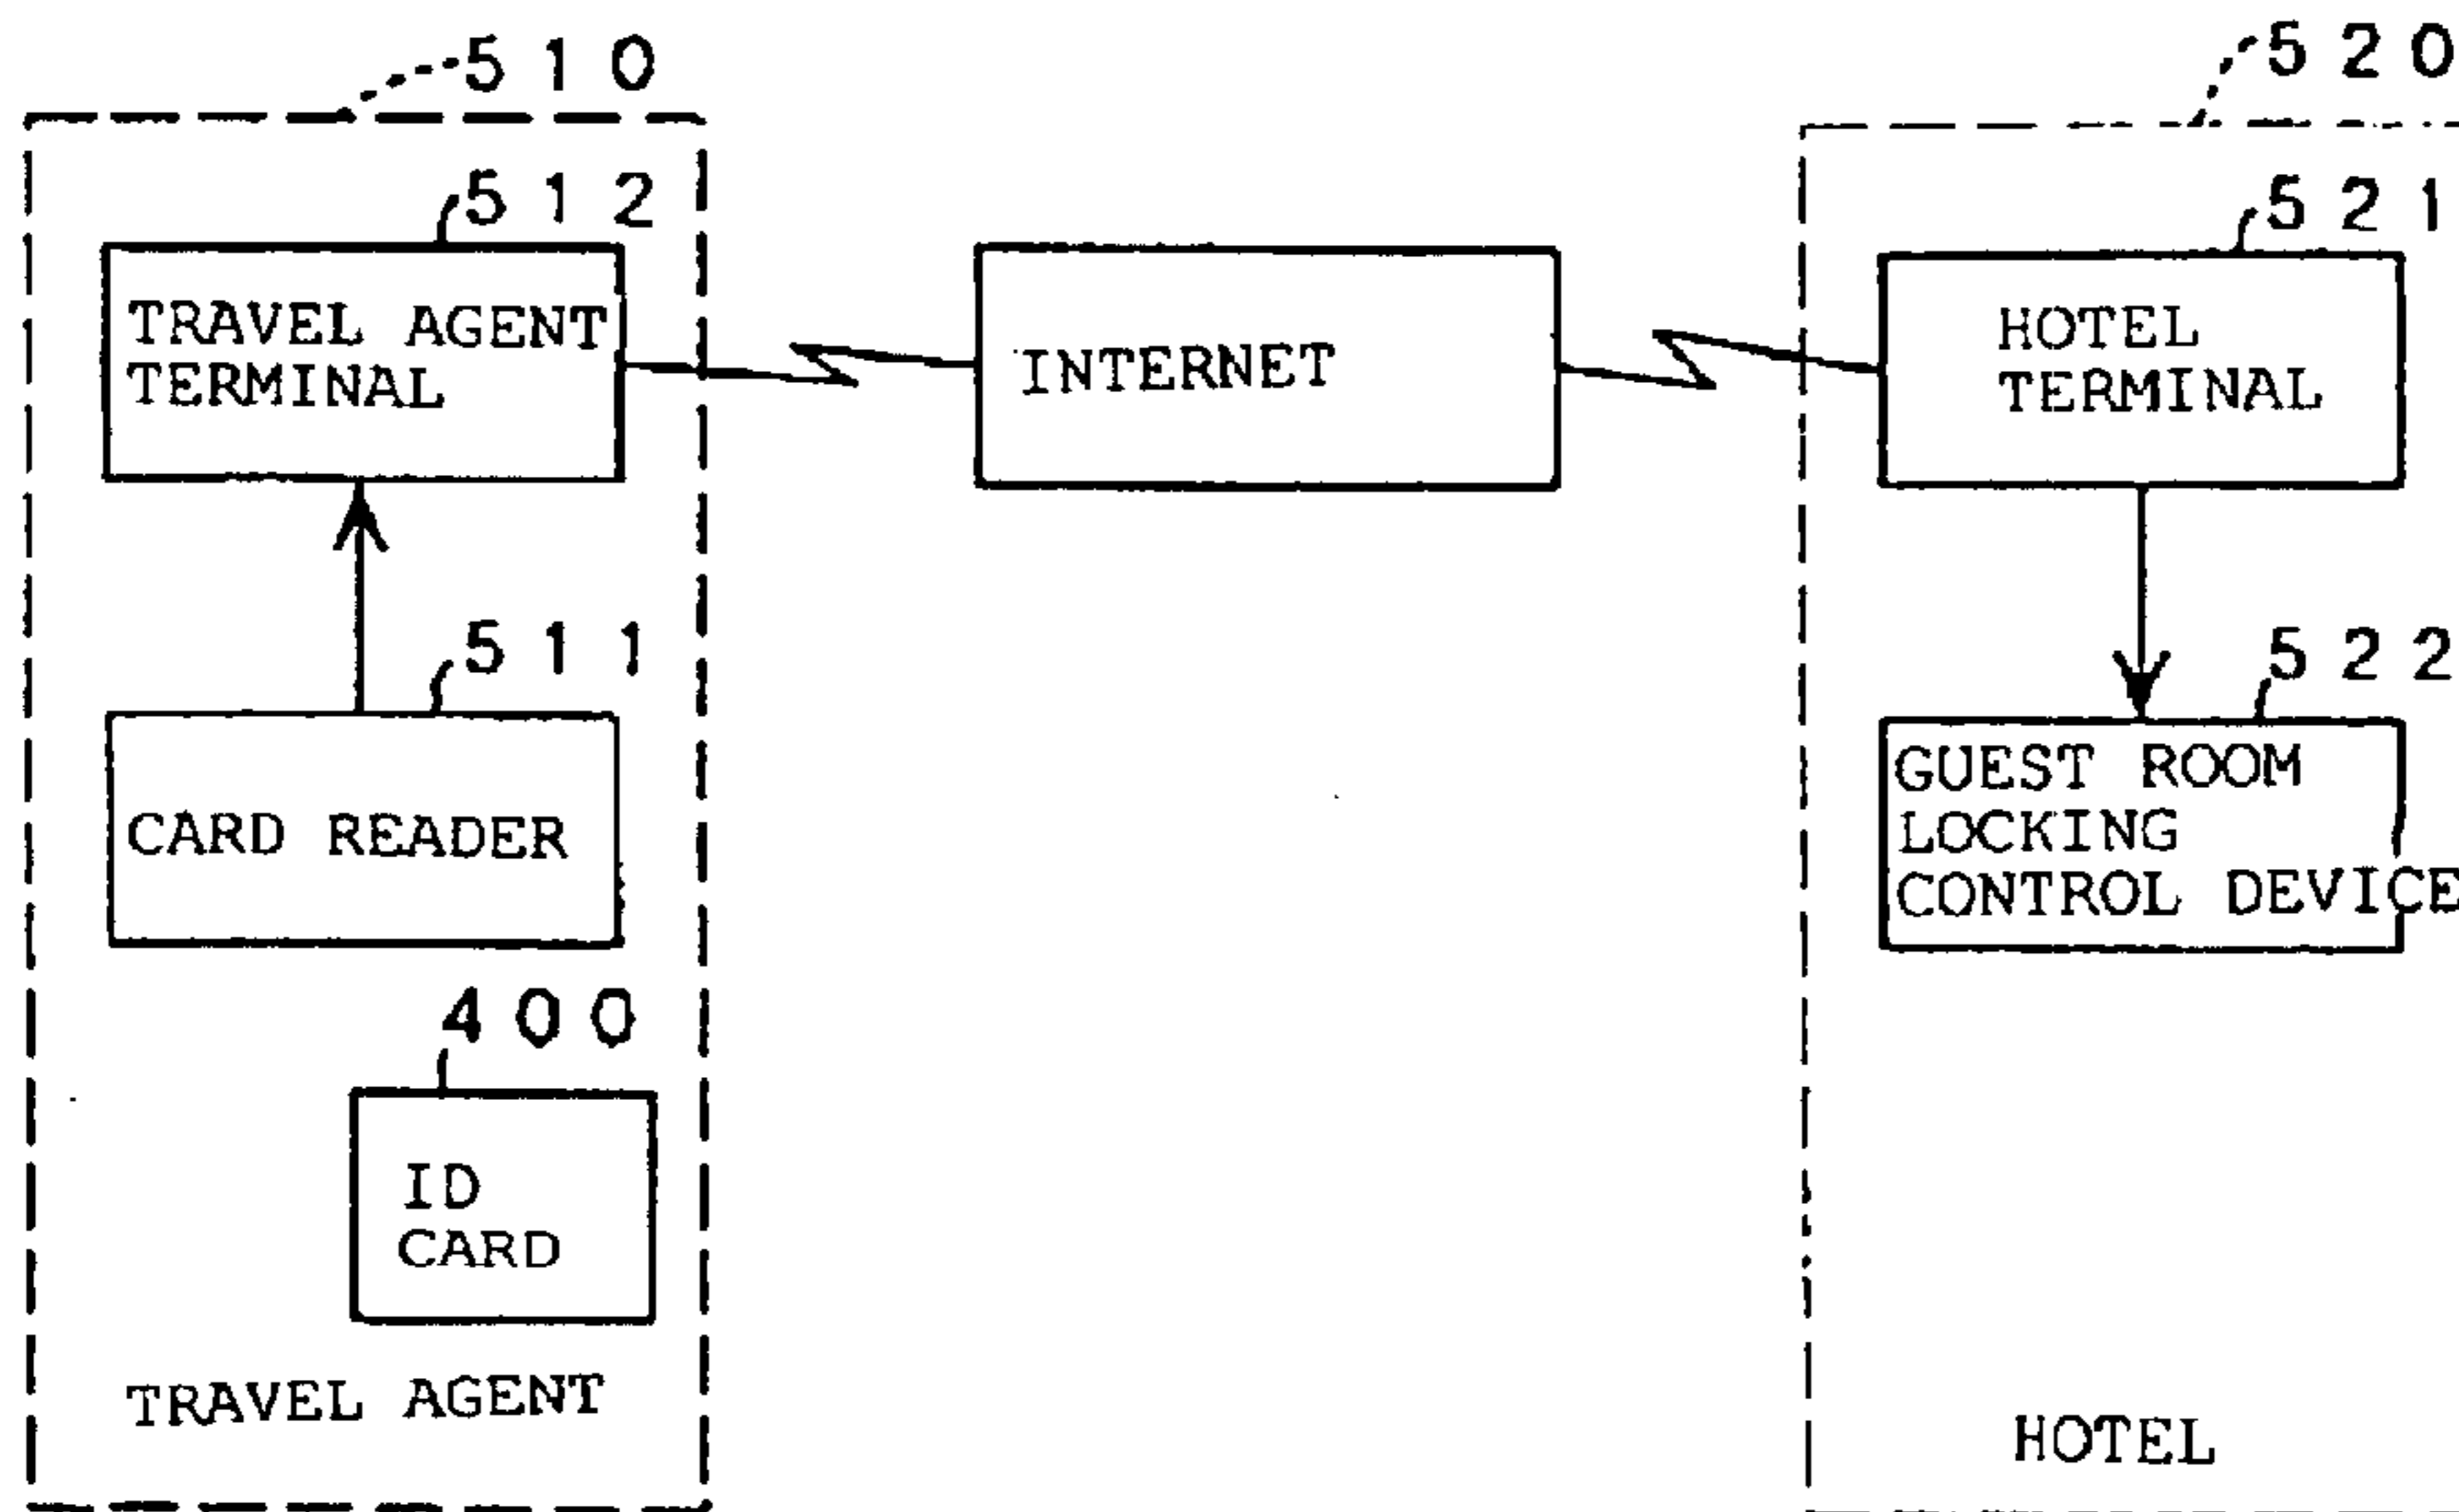 510
512
TRAVEL AGENT
TERMINAL
511
CARD READER
400
ID
CARD
TRAVEL AGENT
INTERNET
520
521
HOTEL
TERMINAL
522
GUEST ROOM
LOCKING
CONTROL DEVICE
HOTEL